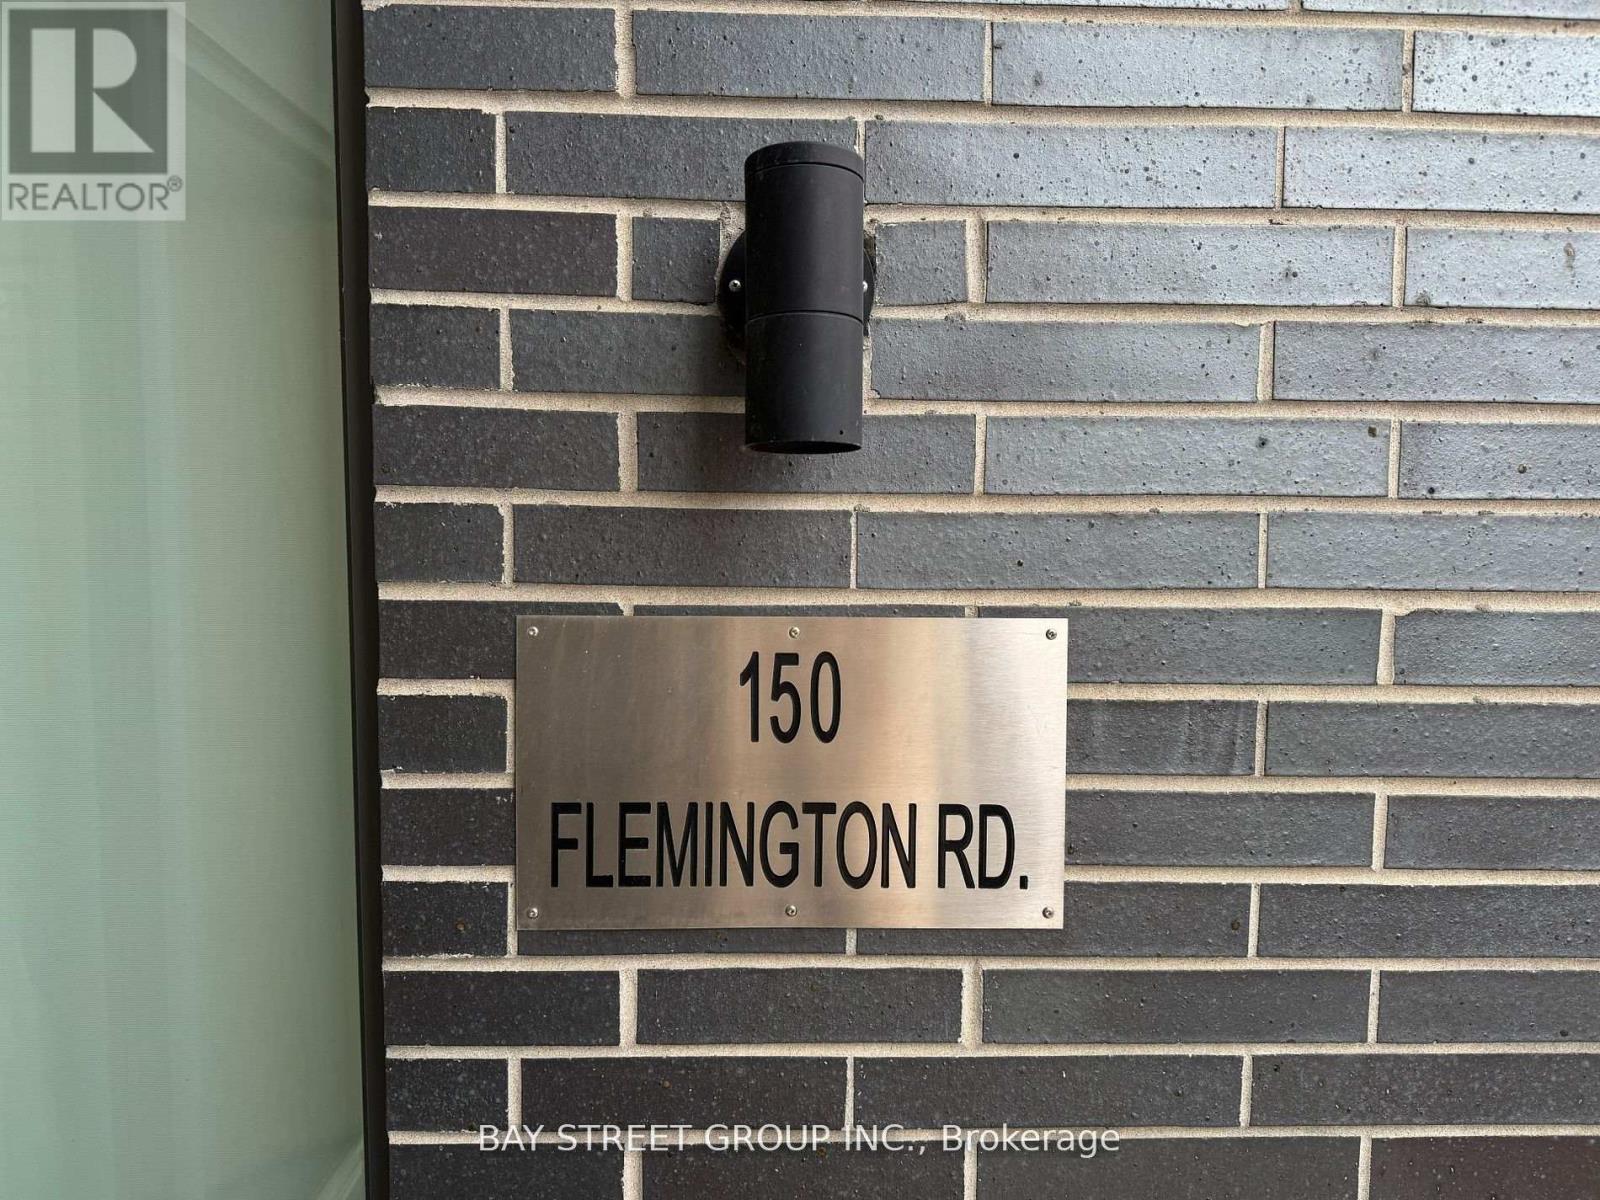 REALTOR®
150
FLEMINGTON RD.
BAY STREET GROUP INC., Brokerage